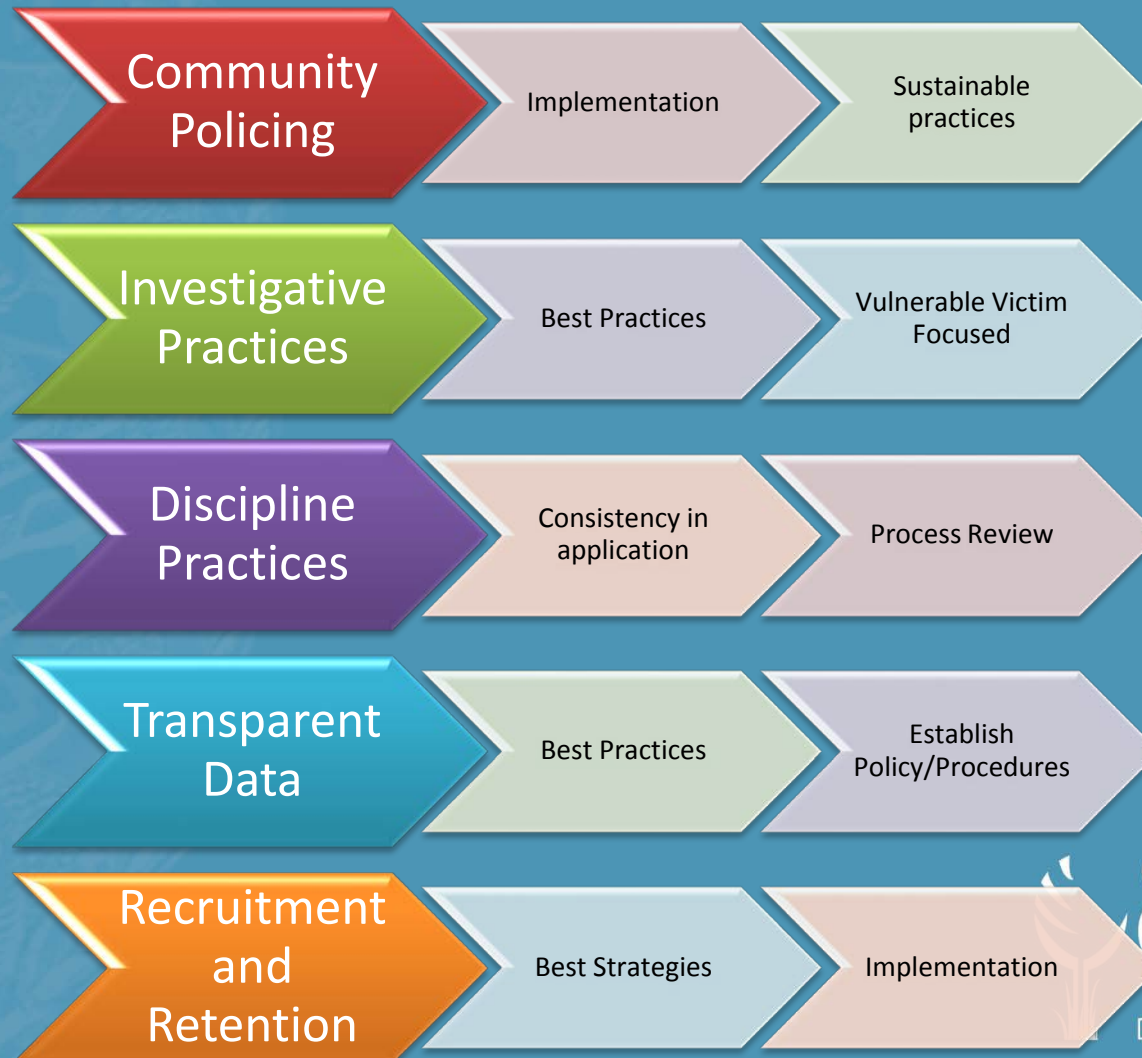 Community
Policing
Implementation
Sustainable
practices
Investigative
Practices
Best Practices
Vulnerable Victim
Focused
Discipline
Practices
Consistency in
application
Process Review
Transparent
Data
Best Practices
Establish
Policy/Procedures
Recruitment
and
Retention
Best Strategies
Implementation